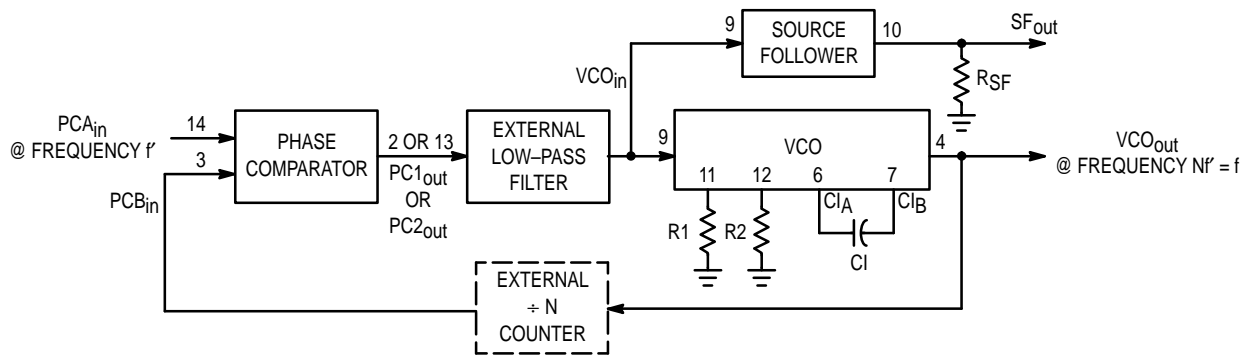 9
SOURCE
FOLLOWER
10
SFout
RSF
VCOin
PCAin
@ FREQUENCY f′
14
3
PHASE
COMPARATOR
2 OR 13
PC1out
OR
PC2out
EXTERNAL
LOW–PASS
FILTER
9
VCO
11
12
6
7
4
VCOout
@ FREQUENCY Nf′ = f
PCBin
R1
R2
CIA
CIB
CI
EXTERNAL
÷ N
COUNTER